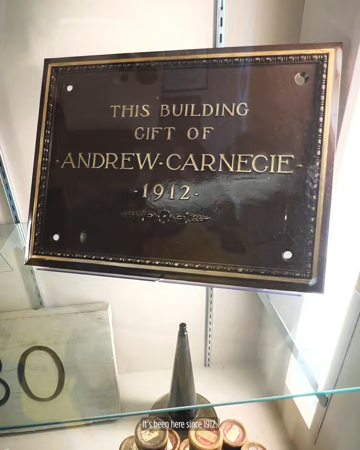 THIS BUILDING
GIFT OF
·ANDREW·CARNEGIE·
·1912·
30
It's been here since 1912.